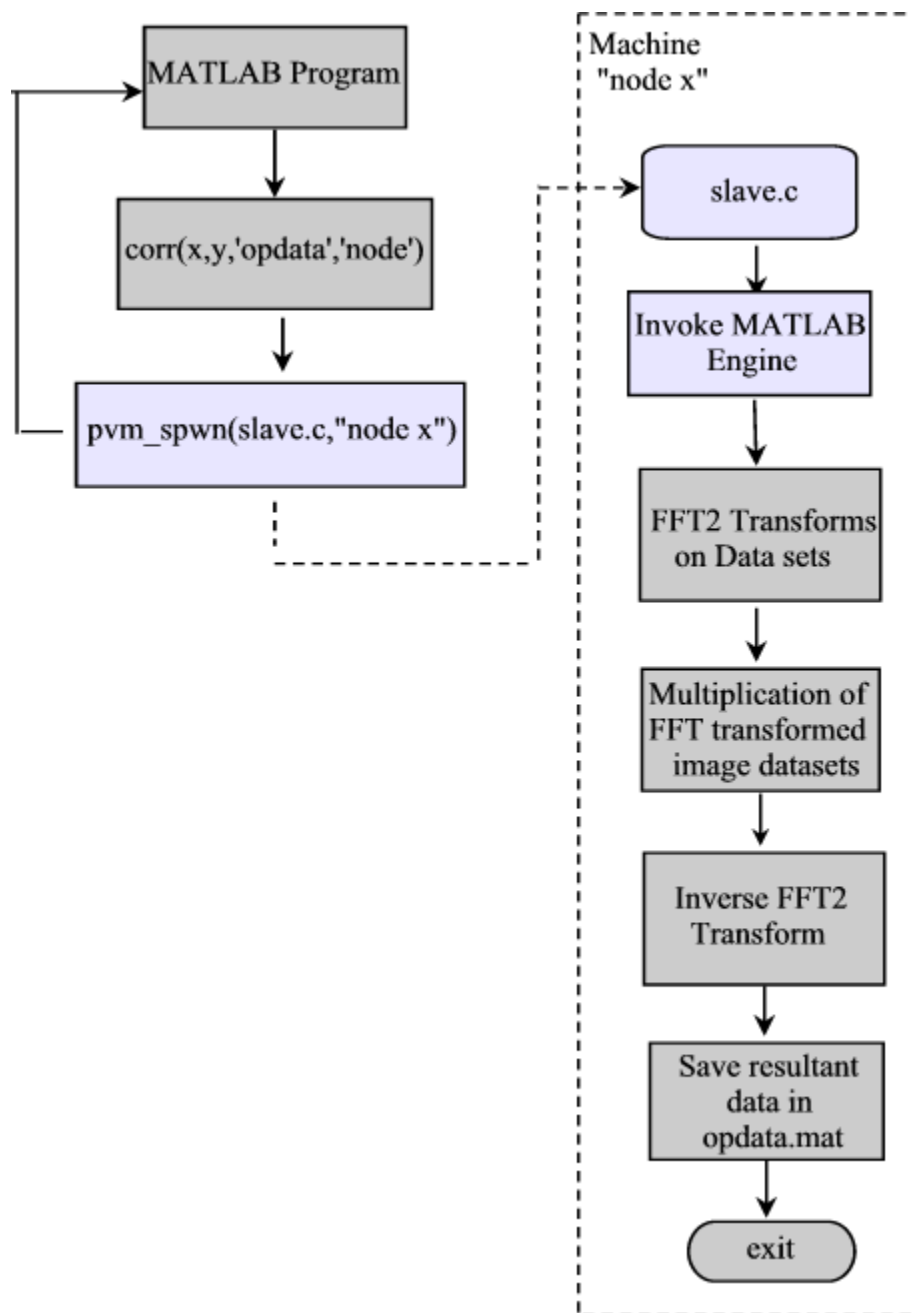 MATLAB Program
corr(x,y,'opdata','node')
pvm_spwn(slave.c,"node x")
Machine
"node x"
slave.c
Invoke MATLAB
Engine
FFT2 Transforms
on Data sets
Multiplication of
FFT transformed
image datasets
Inverse FFT2
Transform
Save resultant
data in
opdata.mat
exit